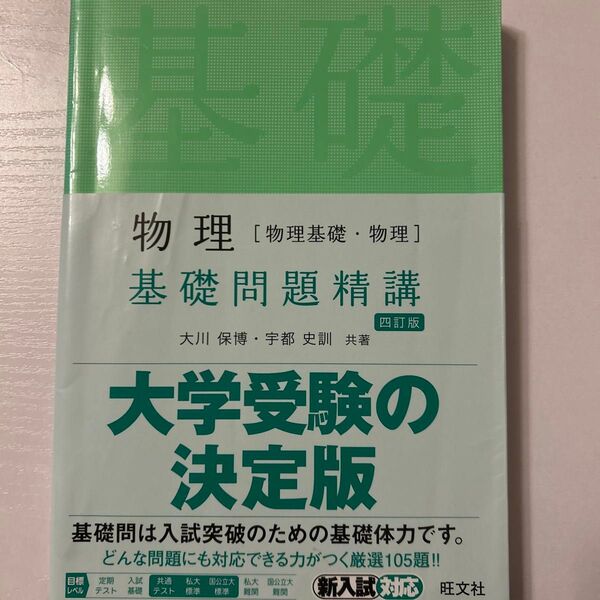 基礎
物理 [物理基礎・物理]
基礎問題精講
四訂版
大川 保博・宇都 史訓 共著
大学受験の
決定版
基礎問は入試突破のための基礎体力です。
どんな問題にも対応できる力がつく厳選105題!!
目標レベル 定期テスト 入試基礎 共通テスト 私大標準 国公立大標準 私大難関 国公立大難関
新入試対応
旺文社